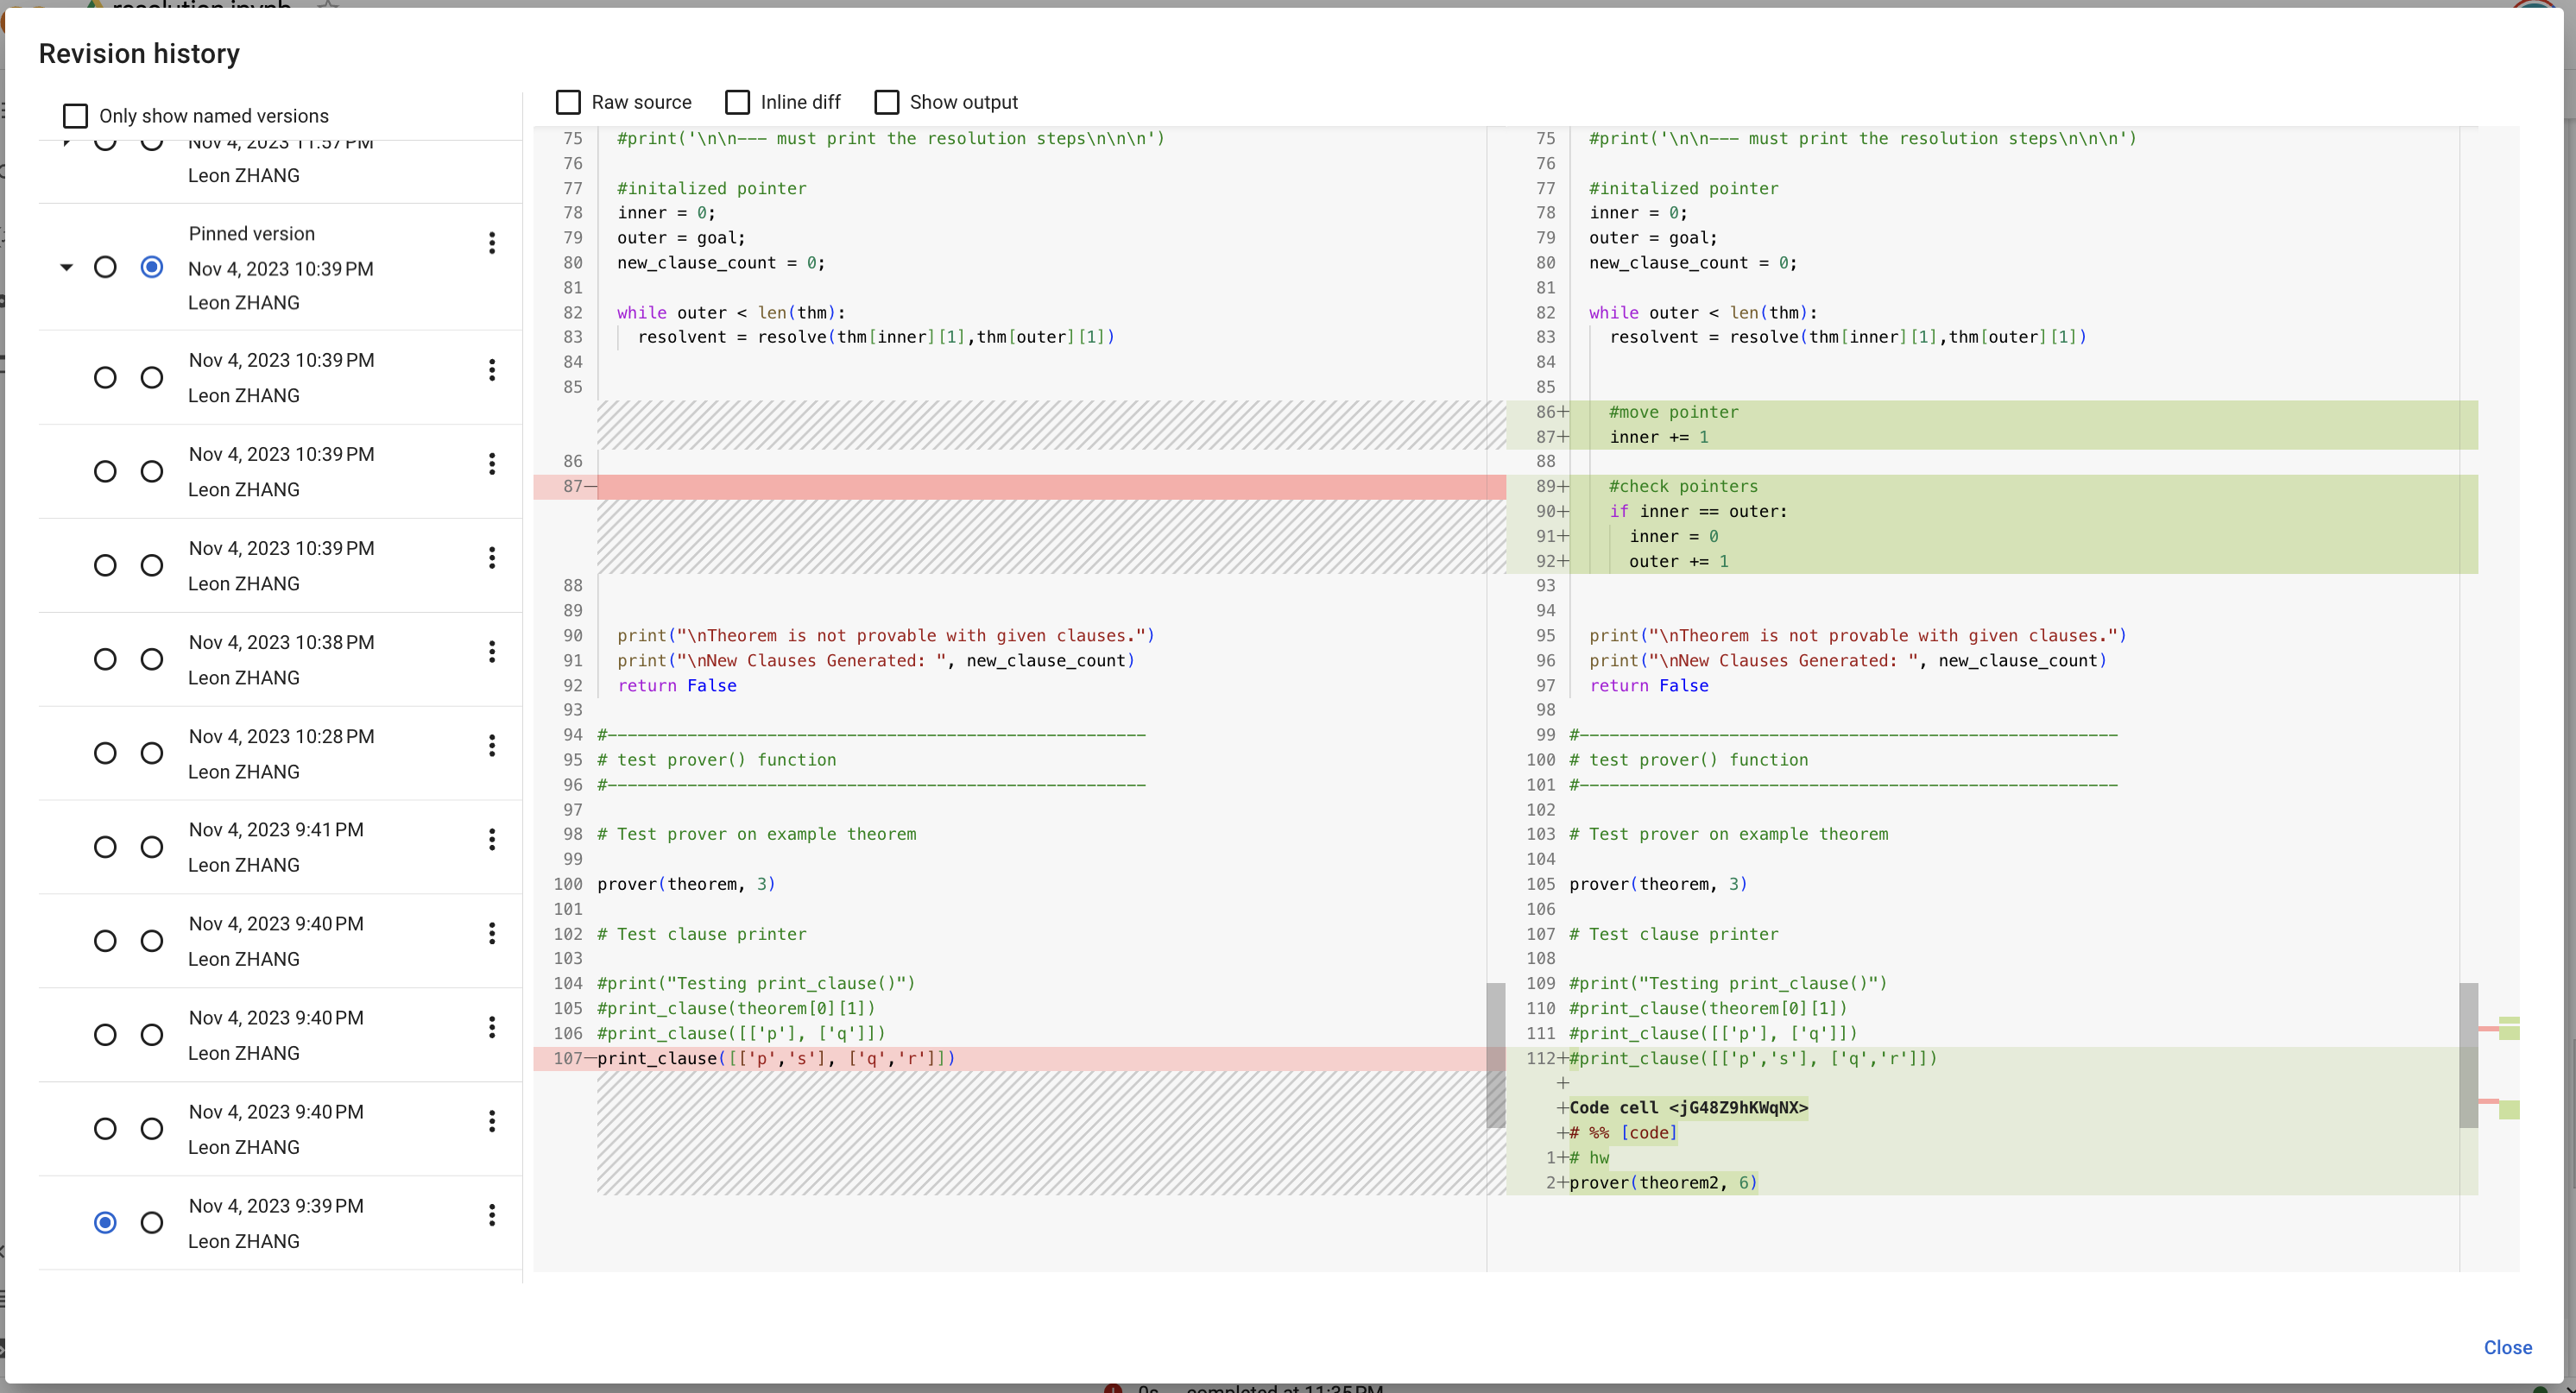 resolution.ipynb
Revision history
Only show named versions
Raw source
Inline diff
Show output
Nov 4, 2023 11:57 PM
Leon ZHANG
Pinned version
Nov 4, 2023 10:39 PM
Leon ZHANG
Nov 4, 2023 10:39 PM
Leon ZHANG
Nov 4, 2023 10:39 PM
Leon ZHANG
Nov 4, 2023 10:39 PM
Leon ZHANG
Nov 4, 2023 10:38 PM
Leon ZHANG
Nov 4, 2023 10:28 PM
Leon ZHANG
Nov 4, 2023 9:41 PM
Leon ZHANG
Nov 4, 2023 9:40 PM
Leon ZHANG
Nov 4, 2023 9:40 PM
Leon ZHANG
Nov 4, 2023 9:40 PM
Leon ZHANG
Nov 4, 2023 9:39 PM
Leon ZHANG
75 #print('\n\n--- must print the resolution steps\n\n\n')
76
77 #initalized pointer
78 inner = 0;
79 outer = goal;
80 new_clause_count = 0;
81
82 while outer < len(thm):
83 resolvent = resolve(thm[inner][1],thm[outer][1])
84
85
86
87—
88
89
90 print("\nTheorem is not provable with given clauses.")
91 print("\nNew Clauses Generated: ", new_clause_count)
92 return False
93
94 #------------------------------------------------------
95 # test prover() function
96 #------------------------------------------------------
97
98 # Test prover on example theorem
99
100 prover(theorem, 3)
101
102 # Test clause printer
103
104 #print("Testing print_clause()")
105 #print_clause(theorem[0][1])
106 #print_clause([['p'], ['q']])
107—print_clause([['p','s'], ['q','r']])
75 #print('\n\n--- must print the resolution steps\n\n\n')
76
77 #initalized pointer
78 inner = 0;
79 outer = goal;
80 new_clause_count = 0;
81
82 while outer < len(thm):
83 resolvent = resolve(thm[inner][1],thm[outer][1])
84
85
86+ #move pointer
87+ inner += 1
88
89+ #check pointers
90+ if inner == outer:
91+ inner = 0
92+ outer += 1
93
94
95 print("\nTheorem is not provable with given clauses.")
96 print("\nNew Clauses Generated: ", new_clause_count)
97 return False
98
99 #------------------------------------------------------
100 # test prover() function
101 #------------------------------------------------------
102
103 # Test prover on example theorem
104
105 prover(theorem, 3)
106
107 # Test clause printer
108
109 #print("Testing print_clause()")
110 #print_clause(theorem[0][1])
111 #print_clause([['p'], ['q']])
112+#print_clause([['p','s'], ['q','r']])
+
+Code cell <jG48Z9hKWqNX>
+# %% [code]
1+# hw
2+prover(theorem2, 6)
Close
0s completed at 11:35 PM